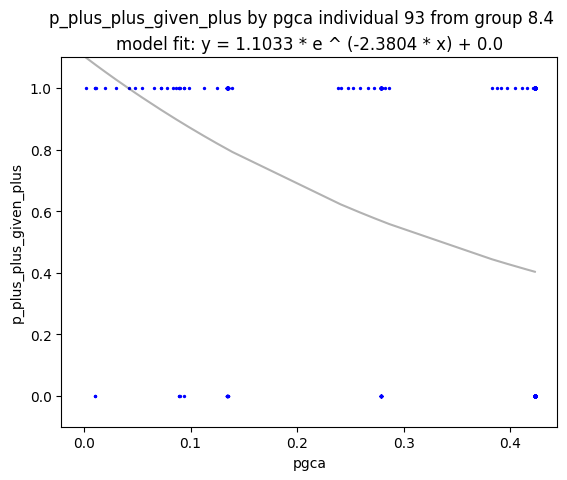 p_plus_plus_given_plus by pgca individual 93 from group 8.4
model fit: y = 1.1033 * e ^ (-2.3804 * x) + 0.0
1.0
0.8
0.6
0.4
0.2
0.0
p_plus_plus_given_plus
0.0 0.1 0.2 0.3 0.4
pgca